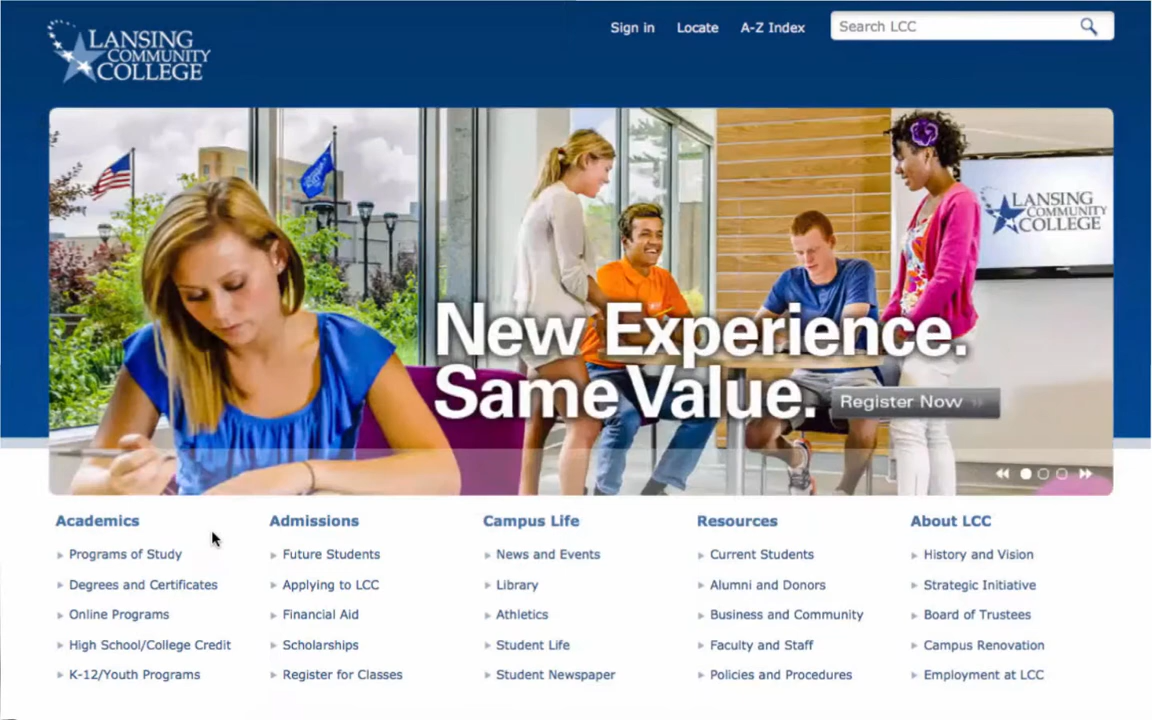 LANSING
COMMUNITY
COLLEGE
Sign in
Locate
A-Z Index
Search LCC
LANSING
COMMUNITY
COLLEGE
New Experience.
Same Value.
Register Now
Academics
Programs of Study
Degrees and Certificates
Online Programs
High School/College Credit
K-12/Youth Programs
Admissions
Future Students
Applying to LCC
Financial Aid
Scholarships
Register for Classes
Campus Life
News and Events
Library
Athletics
Student Life
Student Newspaper
Resources
Current Students
Alumni and Donors
Business and Community
Faculty and Staff
Policies and Procedures
About LCC
History and Vision
Strategic Initiative
Board of Trustees
Campus Renovation
Employment at LCC